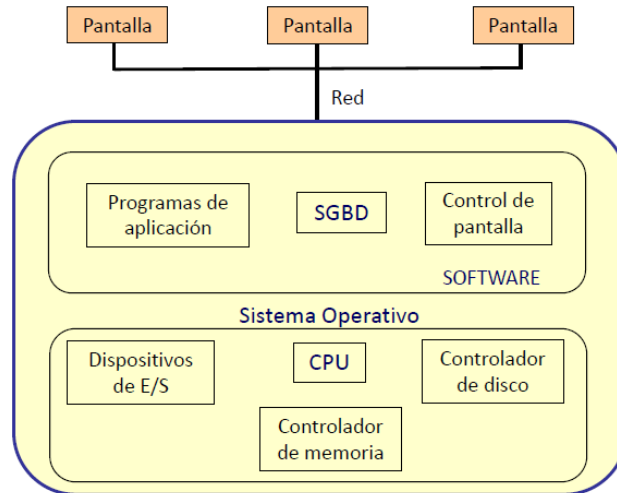 Pantalla
Pantalla
Pantalla
Red
Programas de
aplicación
SGBD
Control de
pantalla
SOFTWARE
Sistema Operativo
Dispositivos
de E/S
CPU
Controlador
de disco
Controlador
de memoria